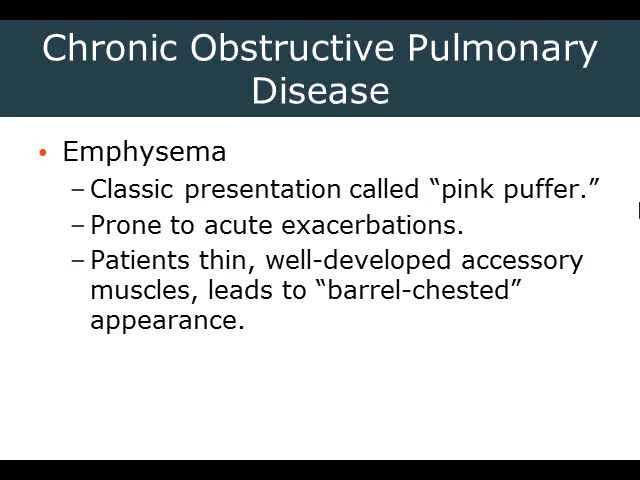 Chronic Obstructive Pulmonary
Disease
• Emphysema
– Classic presentation called “pink puffer.”
– Prone to acute exacerbations.
– Patients thin, well-developed accessory
muscles, leads to “barrel-chested”
appearance.